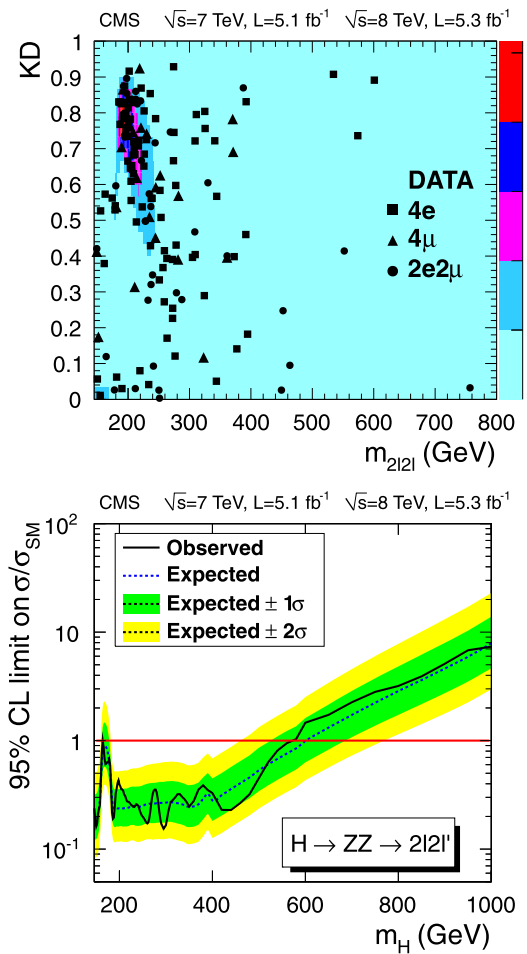 CMS √s=7 TeV, L=5.1 fb⁻¹ √s=8 TeV, L=5.3 fb⁻¹
KD
1
0.9
0.8
0.7
0.6
0.5
0.4
0.3
0.2
0.1
0
DATA
4e
4μ
2e2μ
200 300 400 500 600 700 800
m₂ₗ₂ₗ (GeV)
CMS √s=7 TeV, L=5.1 fb⁻¹ √s=8 TeV, L=5.3 fb⁻¹
95% CL limit on σ/σ_SM
10²
10
1
10⁻¹
Observed
Expected
Expected ± 1σ
Expected ± 2σ
H → ZZ → 2l2l'
200 400 600 800 1000
m_H (GeV)